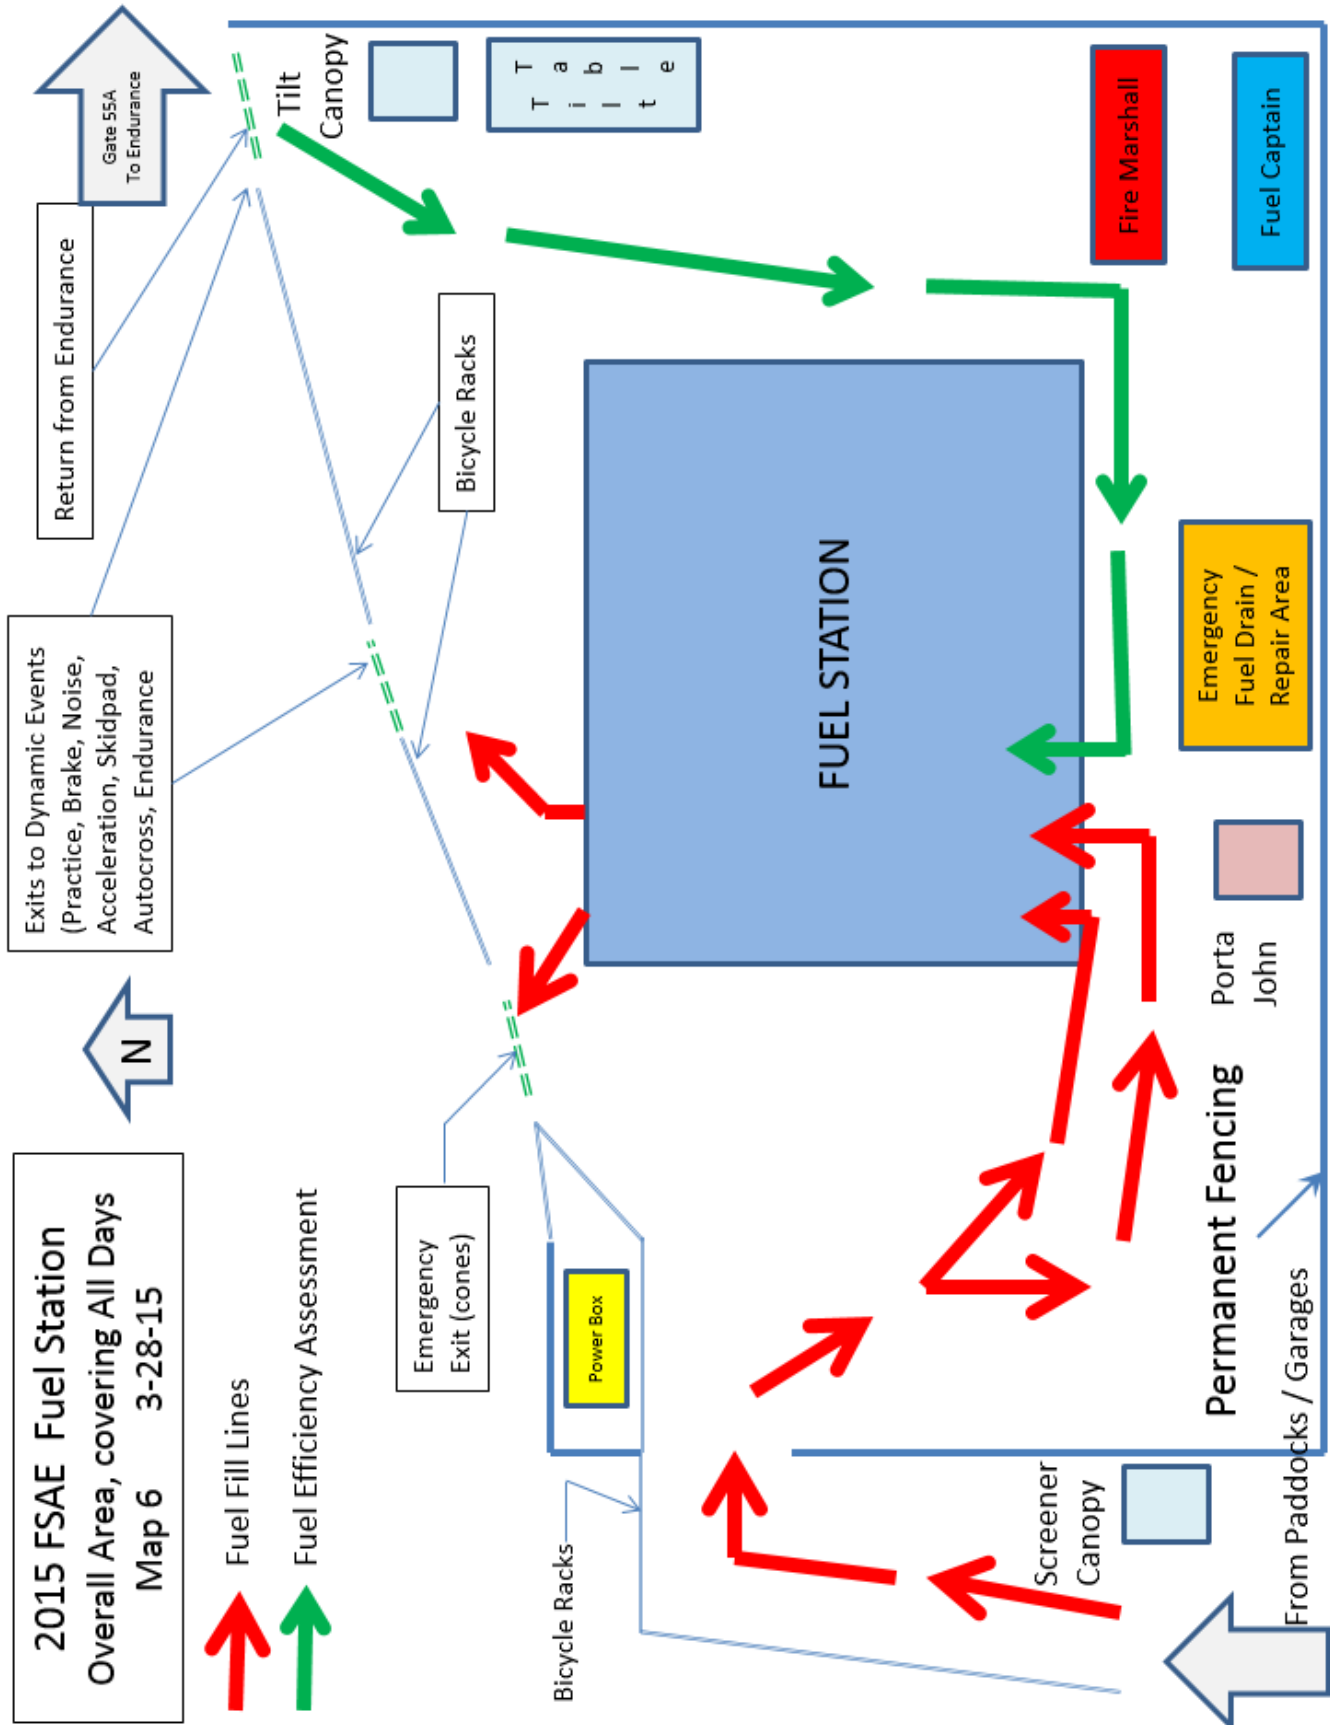 2015 FSAE  Fuel Station
Overall Area, covering All Days
Map 6      3-28-15
Fuel Fill Lines
Fuel Efficiency Assessment
N
Exits to Dynamic Events
(Practice, Brake, Noise,
Acceleration, Skidpad,
Autocross, Endurance
Return from Endurance
Gate 55A
To Endurance
Tilt
Canopy
Tilt
Table
Bicycle Racks
Emergency
Exit (cones)
Power Box
FUEL STATION
Bicycle Racks
Screener
Canopy
From Paddocks / Garages
Permanent Fencing
Porta
John
Emergency
Fuel Drain /
Repair Area
Fire Marshall
Fuel Captain